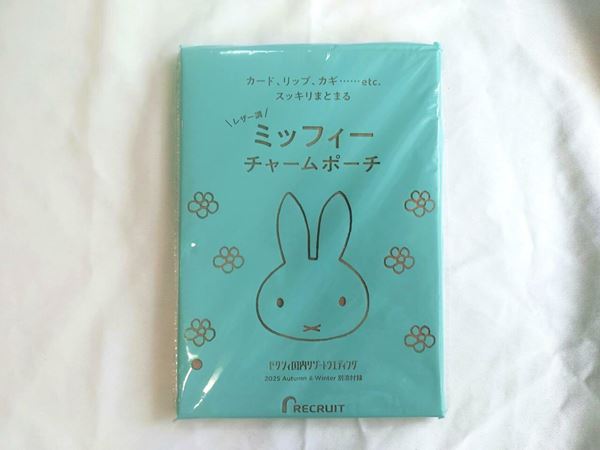 カード、リップ、カギ……etc.
スッキリまとまる
\レザー調/
ミッフィー
チャームポーチ
ゼクシィ国内リゾートウエディング
2025 Autumn & Winter 別冊付録
RECRUIT